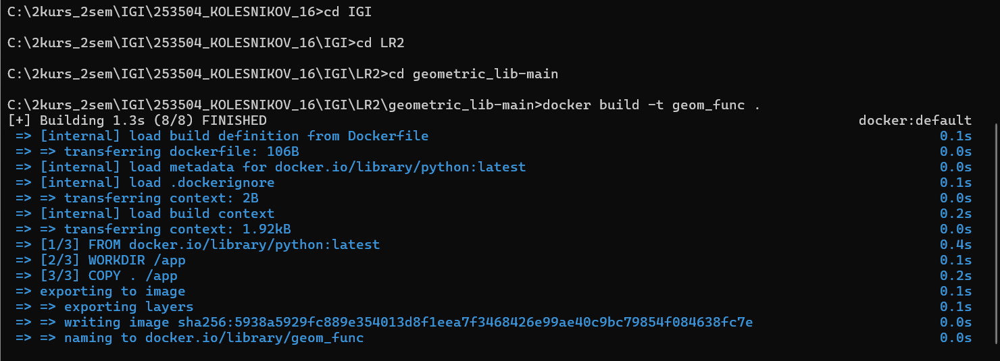 C:\2kurs_2sem\IGI\253504_KOLESNIKOV_16>cd IGI
C:\2kurs_2sem\IGI\253504_KOLESNIKOV_16\IGI>cd LR2
C:\2kurs_2sem\IGI\253504_KOLESNIKOV_16\IGI\LR2>cd geometric_lib-main
C:\2kurs_2sem\IGI\253504_KOLESNIKOV_16\IGI\LR2\geometric_lib-main>docker build -t geom_func .
[+] Building 1.3s (8/8) FINISHED docker:default
=> [internal] load build definition from Dockerfile 0.1s
=> => transferring dockerfile: 106B 0.0s
=> [internal] load metadata for docker.io/library/python:latest 0.0s
=> [internal] load .dockerignore 0.1s
=> => transferring context: 2B 0.0s
=> [internal] load build context 0.2s
=> => transferring context: 1.92kB 0.0s
=> [1/3] FROM docker.io/library/python:latest 0.4s
=> [2/3] WORKDIR /app 0.1s
=> [3/3] COPY . /app 0.2s
=> exporting to image 0.1s
=> => exporting layers 0.1s
=> => writing image sha256:5938a5929fc889e354013d8f1eea7f3468426e99ae40c9bc79854f084638fc7e 0.0s
=> => naming to docker.io/library/geom_func 0.0s